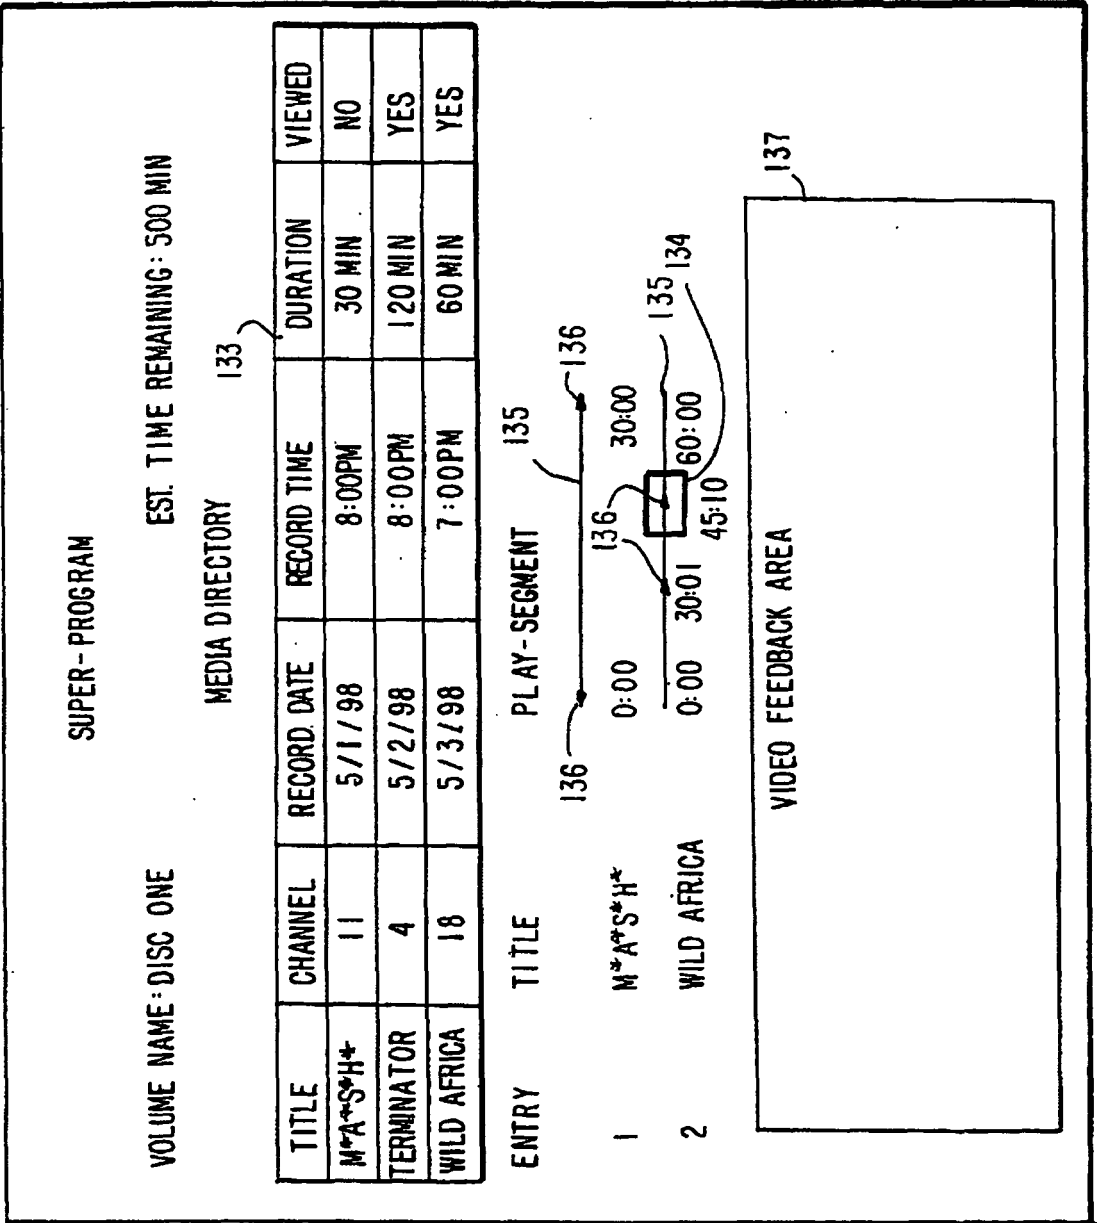 SUPER-PROGRAM
VOLUME NAME: DISC ONE EST. TIME REMAINING: 500 MIN
MEDIA DIRECTORY 133
TITLE CHANNEL RECORD. DATE RECORD TIME DURATION VIEWED
M*A*S*H* 11 5/1/98 8:00PM 30 MIN NO
TERMINATOR 4 5/2/98 8:00PM 120 MIN YES
WILD AFRICA 18 5/3/98 7:00PM 60 MIN YES
ENTRY TITLE PLAY-SEGMENT 135
136 136
1 M*A*S*H* 0:00 30:00
136 135 134
2 WILD AFRICA 0:00 30:01 60:00
45:10
137
VIDEO FEEDBACK AREA